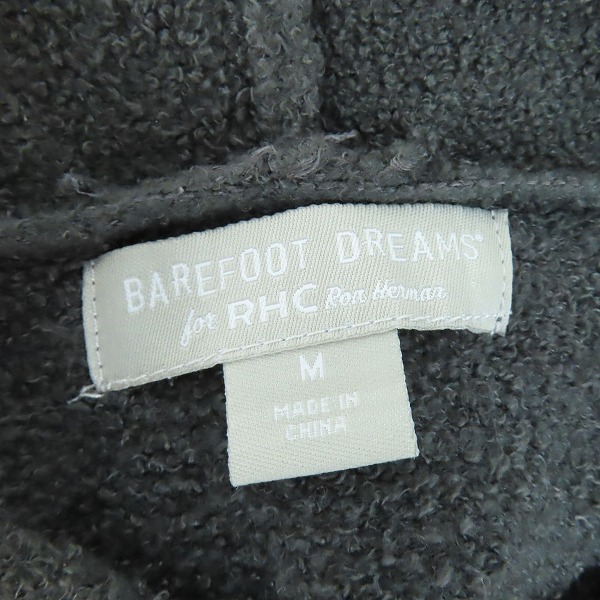 BAREFOOT DREAMS®
for RHC Ron Herman
M
MADE IN
CHINA